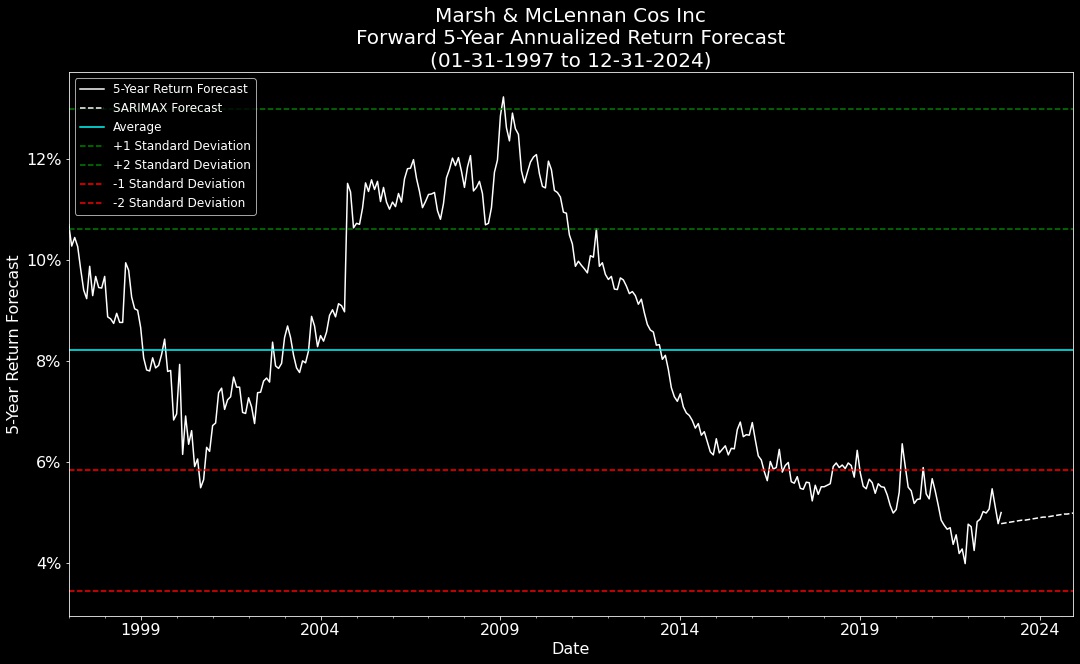 Marsh & McLennan Cos Inc
Forward 5-Year Annualized Return Forecast
(01-31-1997 to 12-31-2024)
5-Year Return Forecast
SARIMAX Forecast
Average
+1 Standard Deviation
+2 Standard Deviation
-1 Standard Deviation
-2 Standard Deviation
12%
10%
8%
6%
4%
5-Year Return Forecast
1999
2004
2009
2014
2019
2024
Date